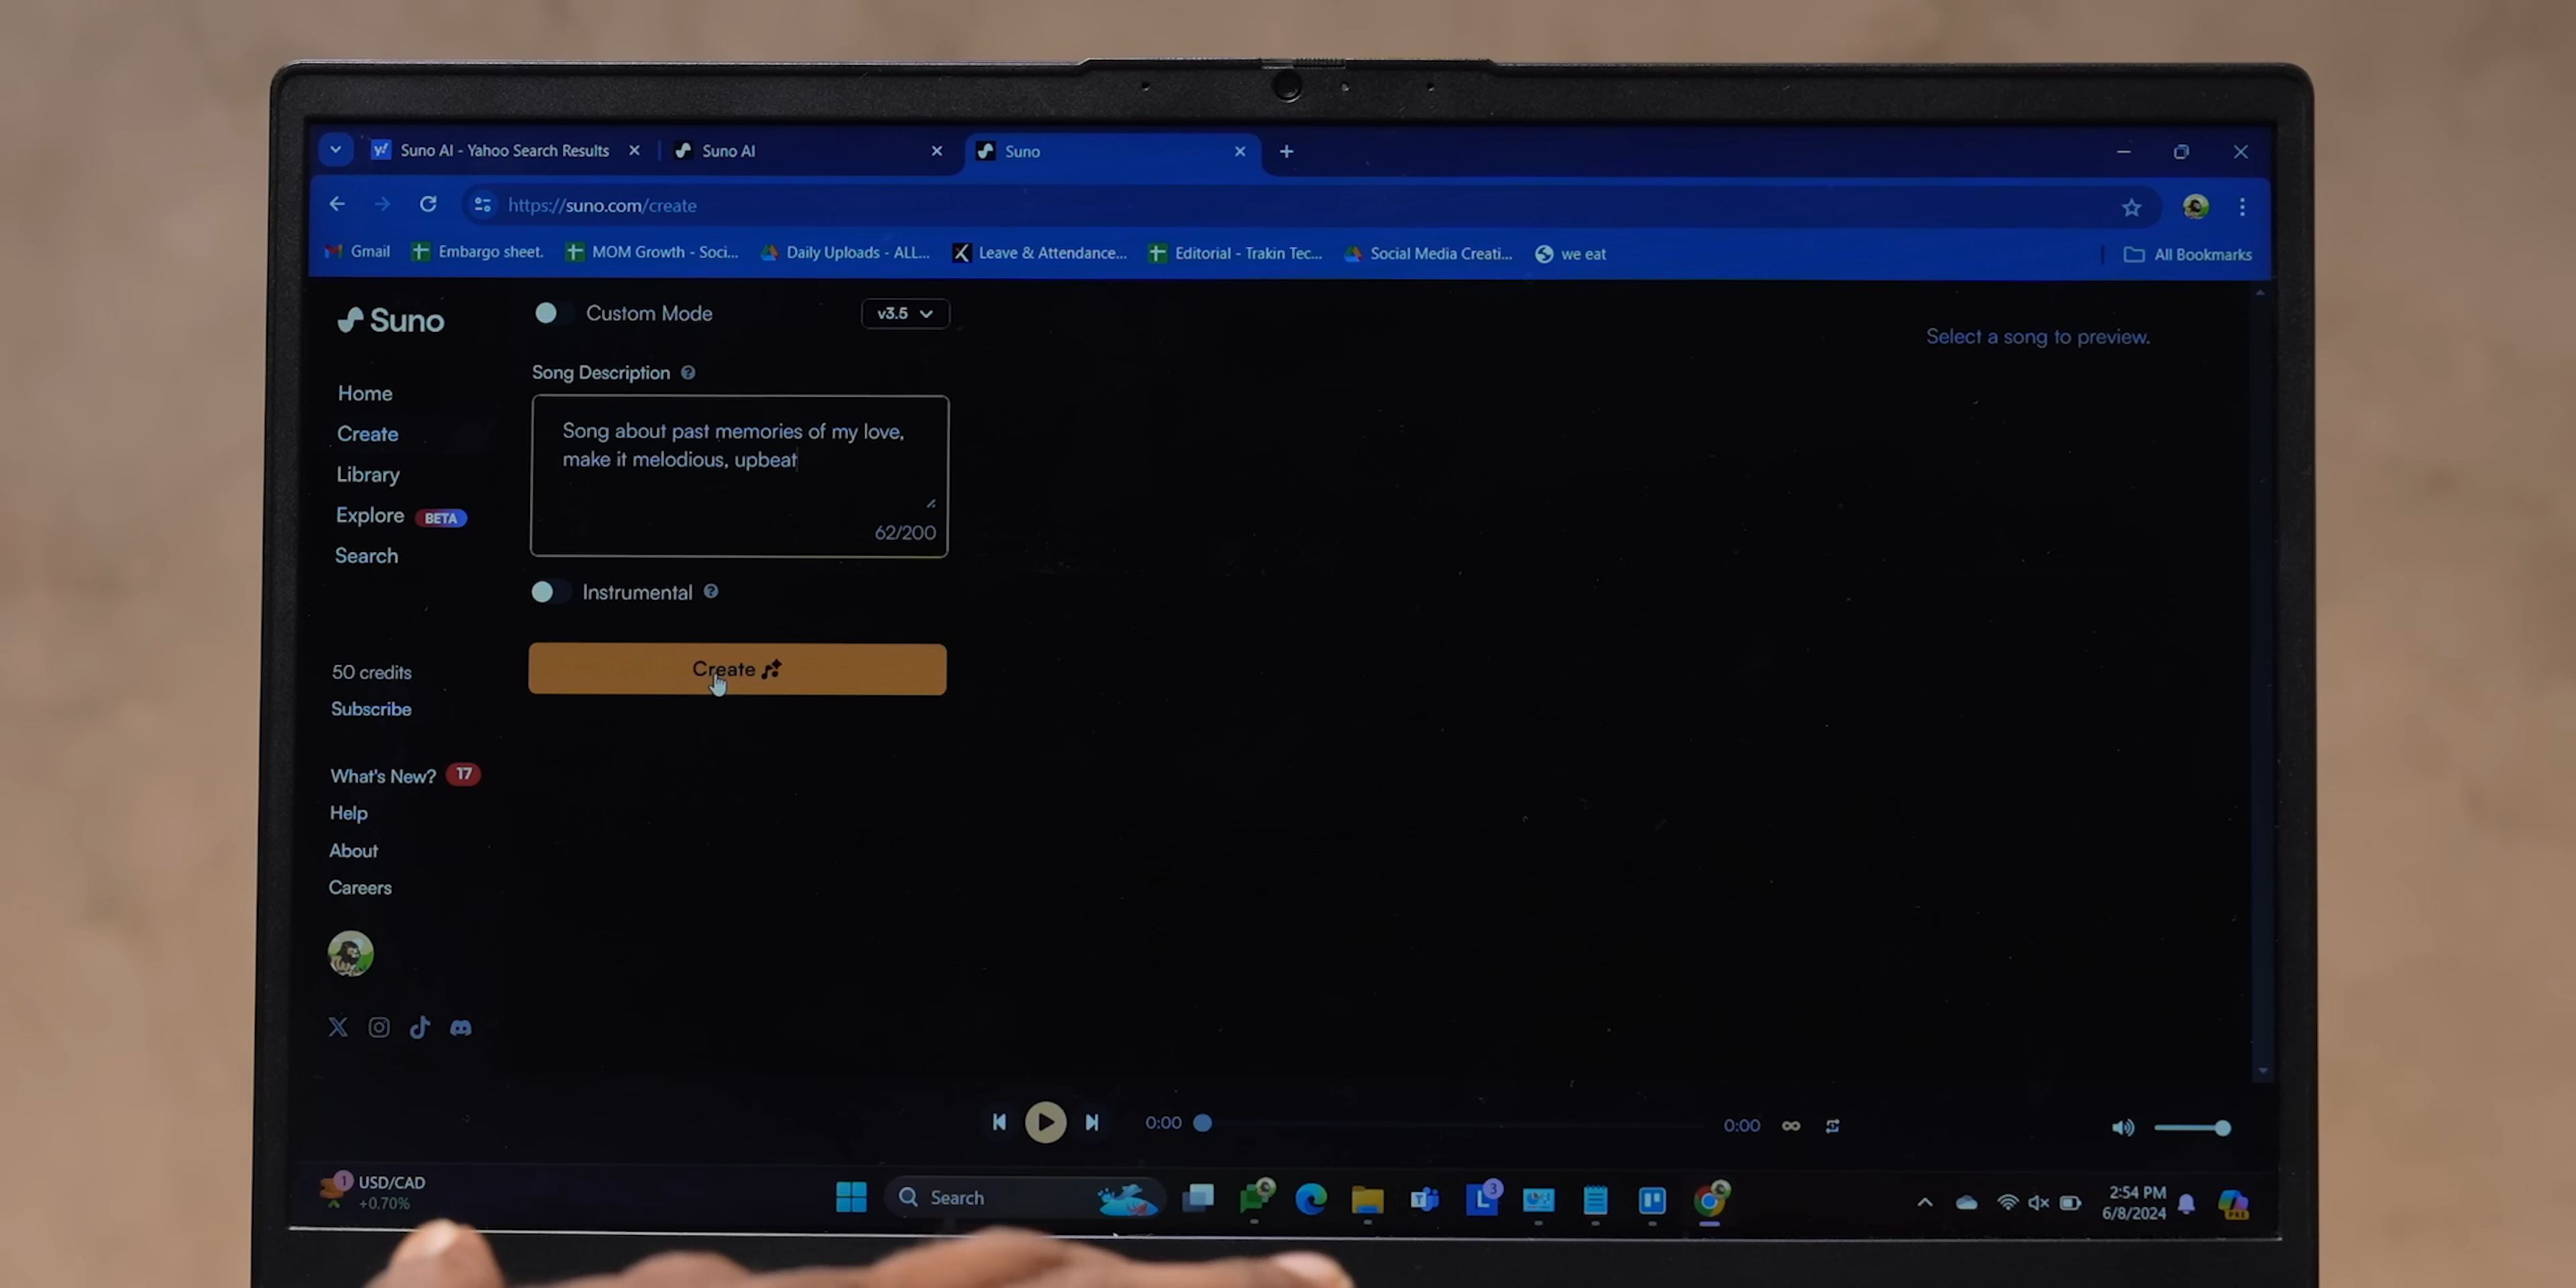 Suno AI - Yahoo Search Results
Suno AI
Suno
https://suno.com/create
Gmail
Embargo sheet.
MOM Growth - Soci...
Daily Uploads - ALL...
Leave & Attendance...
Editorial - Trakin Tec...
Social Media Creati...
we eat
All Bookmarks
Suno
Home
Create
Library
Explore BETA
Search
50 credits
Subscribe
What's New? 17
Help
About
Careers
Custom Mode
v3.5
Song Description
Song about past memories of my love,
make it melodious, upbeat
62/200
Instrumental
Create
Select a song to preview.
0:00
0:00
1
USD/CAD
+0.70%
Search
3
2:54 PM
6/8/2024